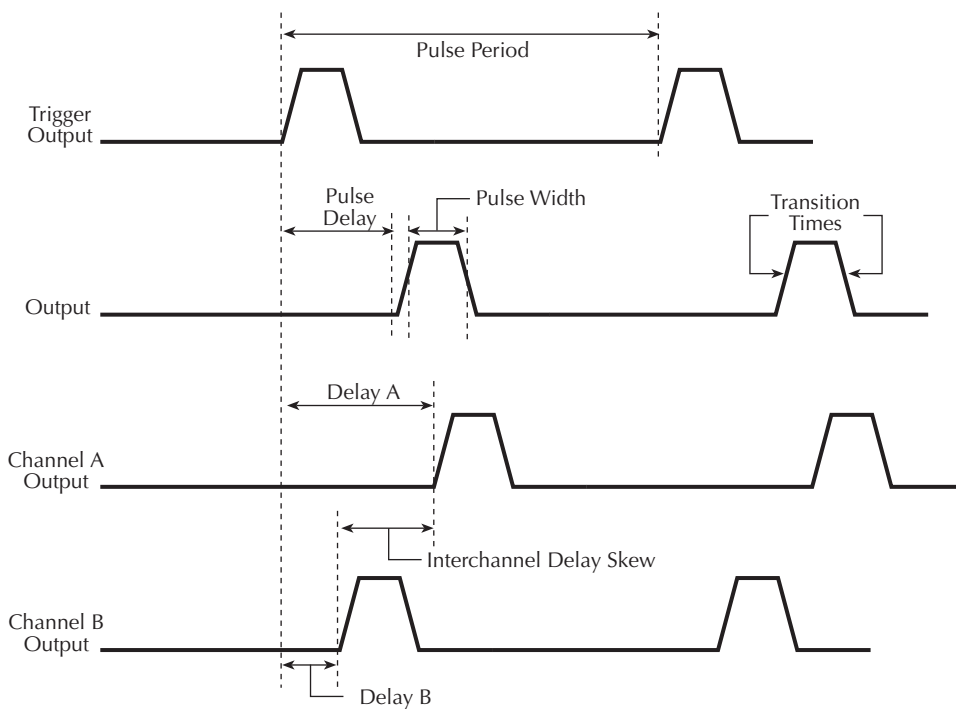 Pulse Period
Trigger
Output
Pulse
Delay
Pulse Width
Transition
Times
Output
Delay A
Channel A
Output
Interchannel Delay Skew
Channel B
Output
Delay B